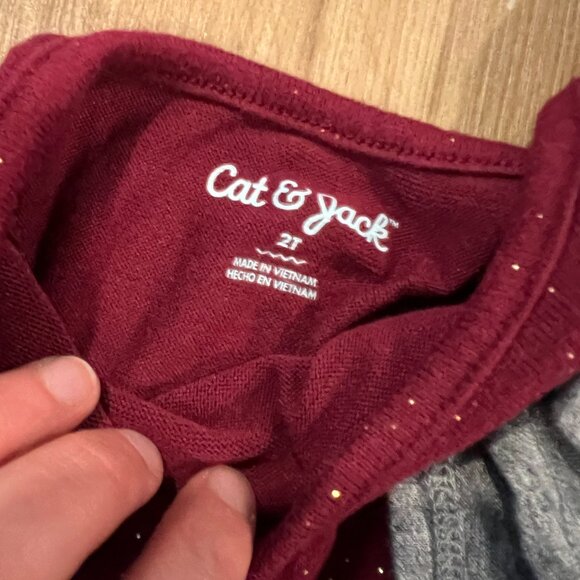 Cat & Jack™
2T
MADE IN VIETNAM
HECHO EN VIETNAM